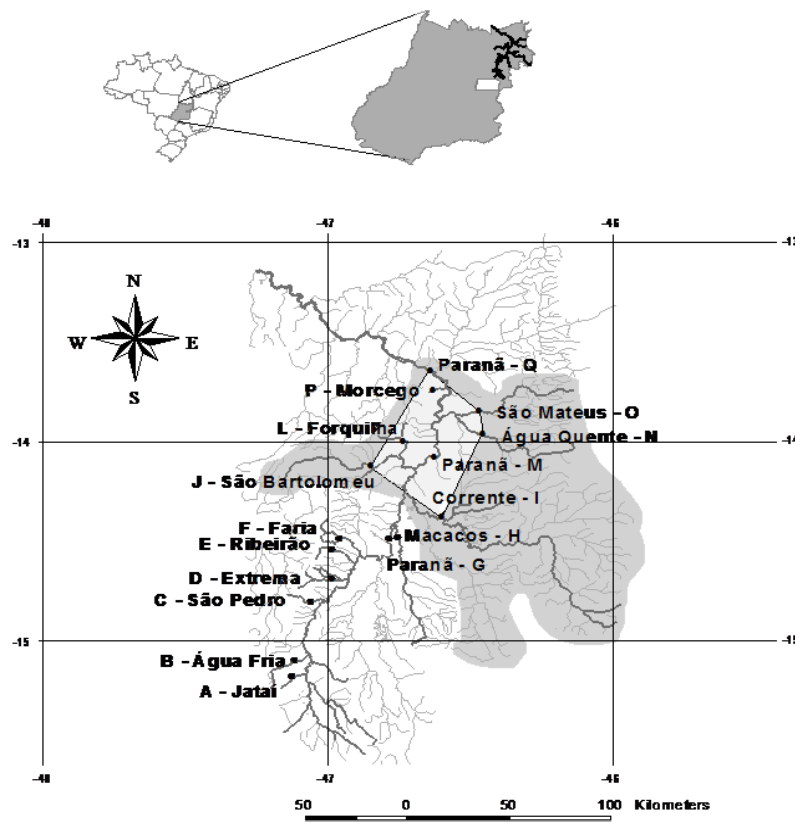 -48
-47
-46
-13
-13
N
W
E
S
Paranã - Q
P - Morcego
São Mateus - O
L - Forquilha
Água Quente - N
-14
-14
Paranã - M
J - São Bartolomeu
Corrente - I
F - Faria
Macacos - H
E - Ribeirão
Paranã - G
D - Extrema
C - São Pedro
-15
-15
B - Água Fria
A - Jataí
-48
-47
-46
50
0
50
100
Kilometers